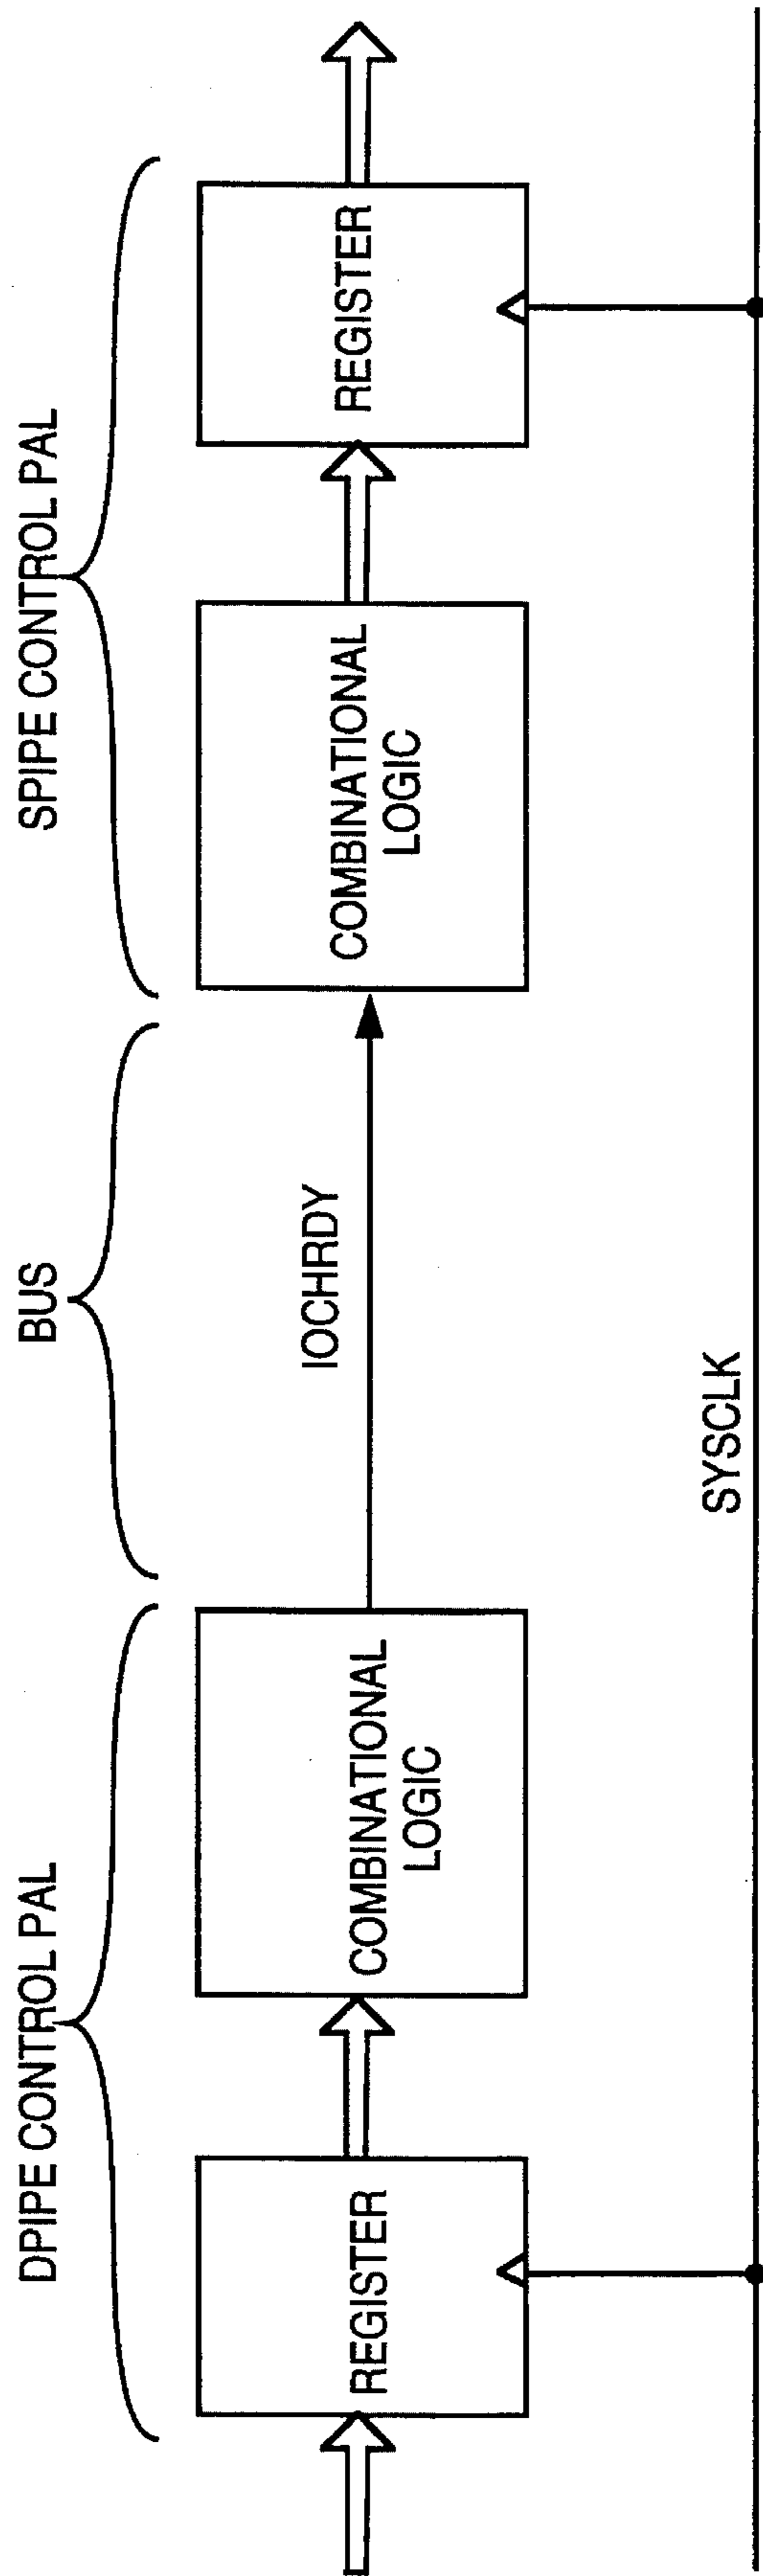 DPIPE CONTROL PAL
BUS
SPIPE CONTROL PAL
REGISTER
COMBINATIONAL
LOGIC
IOCHRDY
COMBINATIONAL
LOGIC
REGISTER
SYSCLK